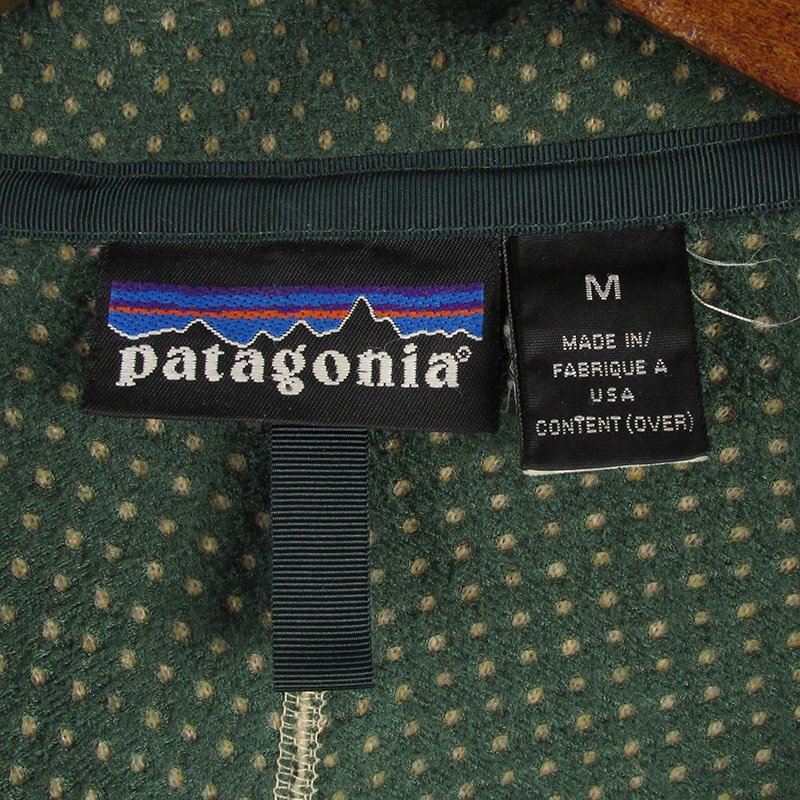 patagonia®
M
MADE IN/
FABRIQUE A
USA
CONTENT (OVER)